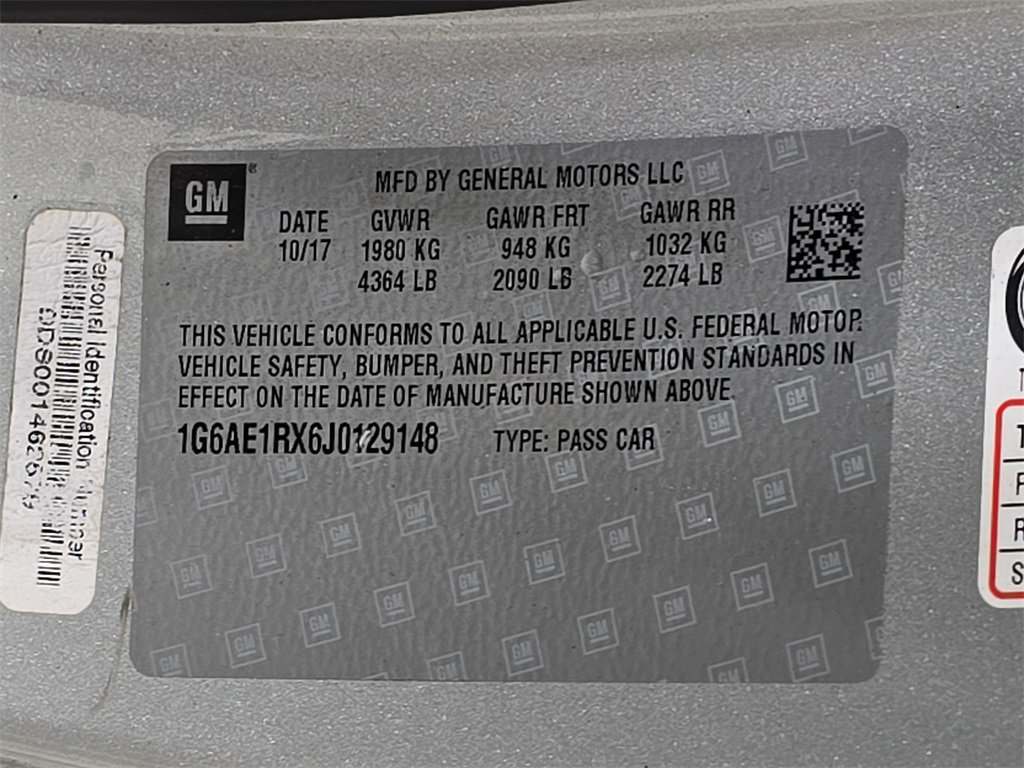 GM
MFD BY GENERAL MOTORS LLC
DATE GVWR GAWR FRT GAWR RR
10/17 1980 KG 948 KG 1032 KG
4364 LB 2090 LB 2274 LB
THIS VEHICLE CONFORMS TO ALL APPLICABLE U.S. FEDERAL MOTOR
VEHICLE SAFETY, BUMPER, AND THEFT PREVENTION STANDARDS IN
EFFECT ON THE DATE OF MANUFACTURE SHOWN ABOVE.
1G6AE1RX6J0129148 TYPE: PASS CAR
Personal Identification Number
T
T
F
R
S